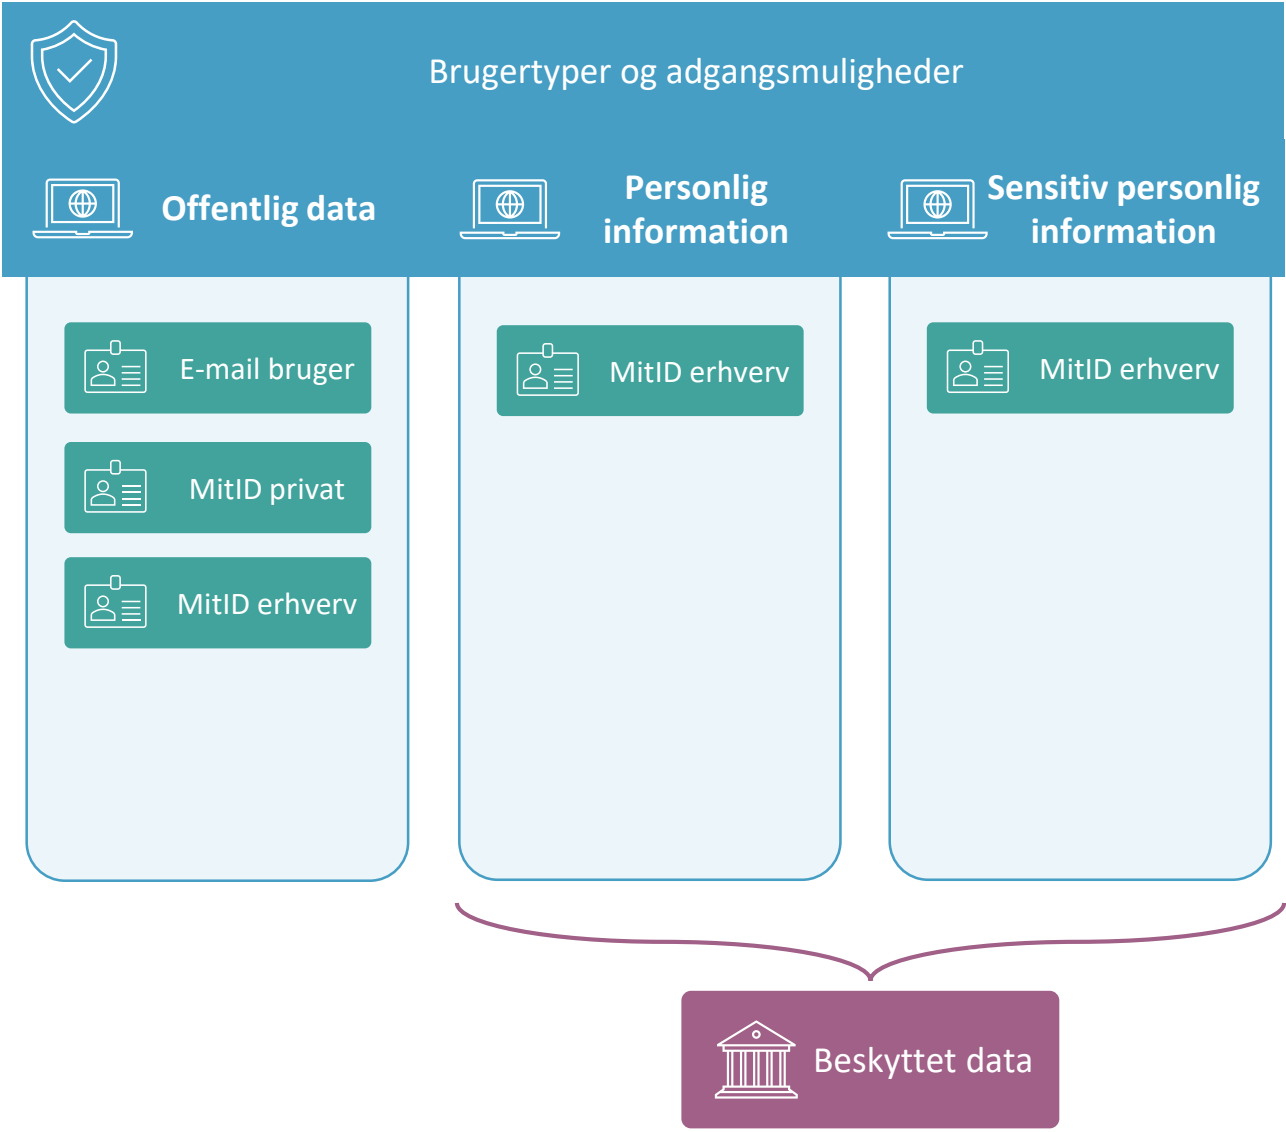 Brugertyper og adgangsmuligheder
Offentlig data
Personlig
information
Sensitiv personlig
information
E-mail bruger
MitID privat
MitID erhverv
MitID erhverv
MitID erhverv
Beskyttet data